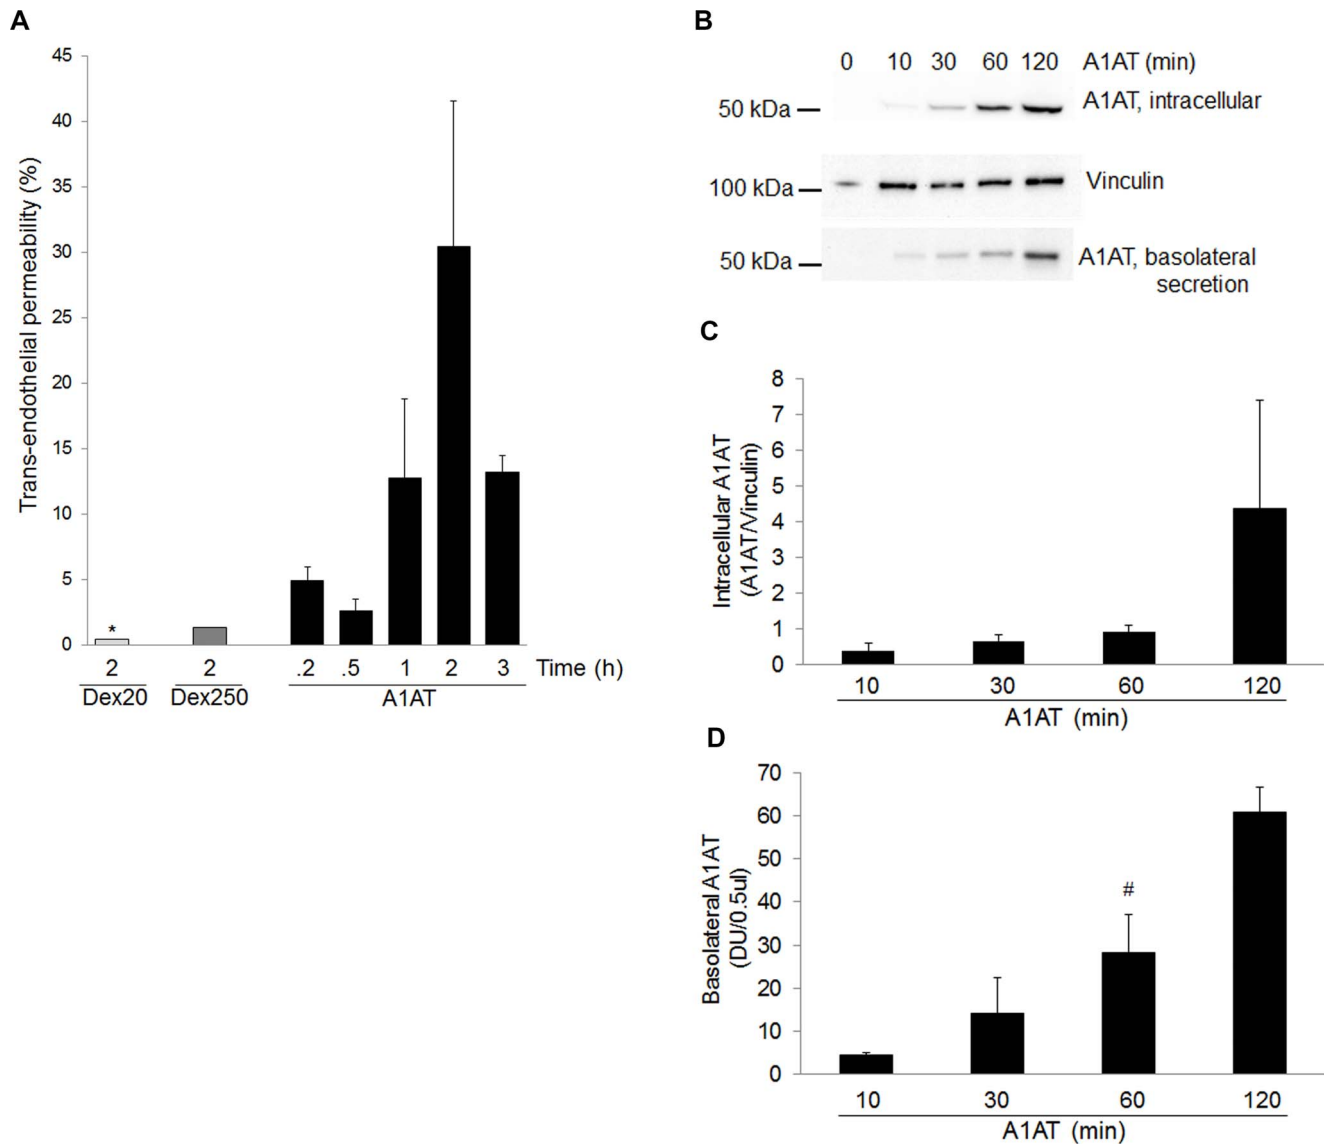 A
Trans-endothelial permeability (%)
45
40
35
30
25
20
15
10
5
0
*
2 2 .2 .5 1 2 3 Time (h)
Dex20 Dex250 A1AT
B
0 10 30 60 120 A1AT (min)
50 kDa A1AT, intracellular
100 kDa Vinculin
50 kDa A1AT, basolateral
secretion
C
Intracellular A1AT
(A1AT/Vinculin)
8
7
6
5
4
3
2
1
0
10 30 60 120
A1AT (min)
D
Basolateral A1AT
(DU/0.5ul)
70
60
50
40
30
20
10
0
#
10 30 60 120
A1AT (min)